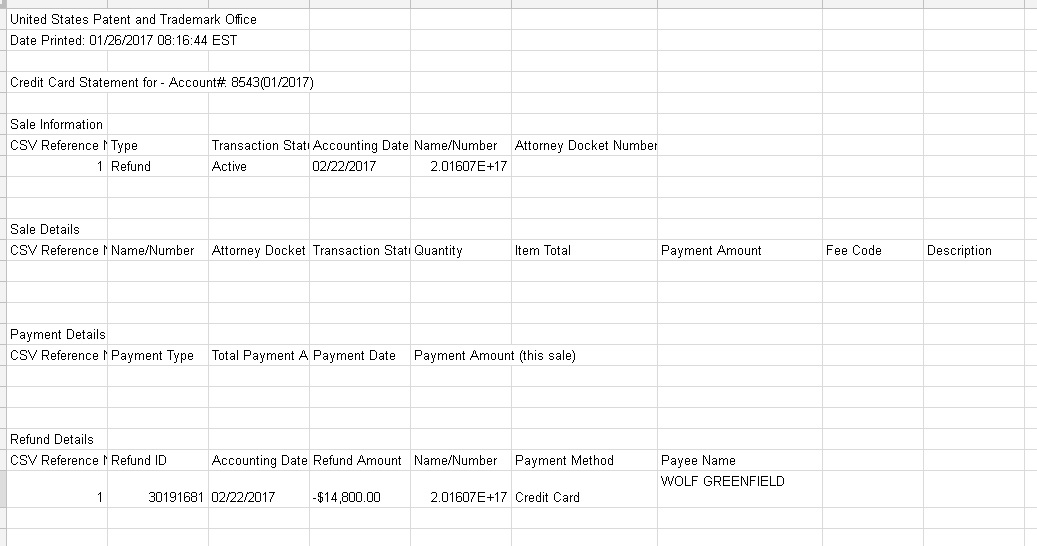 United States Patent and Trademark Office
Date Printed: 01/26/2017 08:16:44 EST
Credit Card Statement for - Account#: 8543(01/2017)
Sale Information
CSV Reference N Type Transaction Statu Accounting Date Name/Number Attorney Docket Number
1 Refund Active 02/22/2017 2.01607E+17
Sale Details
CSV Reference N Name/Number Attorney Docket Transaction Statu Quantity Item Total Payment Amount Fee Code Description
Payment Details
CSV Reference N Payment Type Total Payment A Payment Date Payment Amount (this sale)
Refund Details
CSV Reference N Refund ID Accounting Date Refund Amount Name/Number Payment Method Payee Name
WOLF GREENFIELD
1 30191681 02/22/2017 -$14,800.00 2.01607E+17 Credit Card